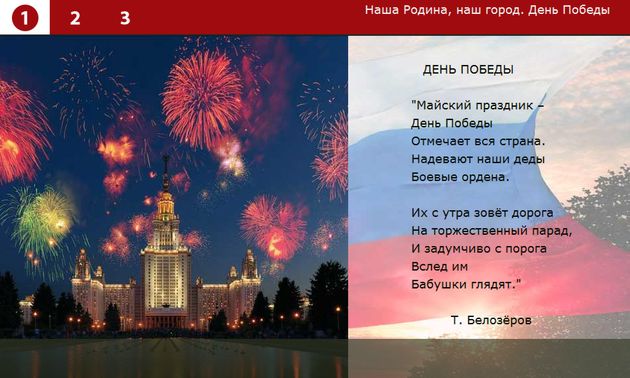 1 2 3
Наша Родина, наш город. День Победы
ДЕНЬ ПОБЕДЫ
"Майский праздник –
День Победы
Отмечает вся страна.
Надевают наши деды
Боевые ордена.
Их с утра зовёт дорога
На торжественный парад,
И задумчиво с порога
Вслед им
Бабушки глядят."
Т. Белозёров